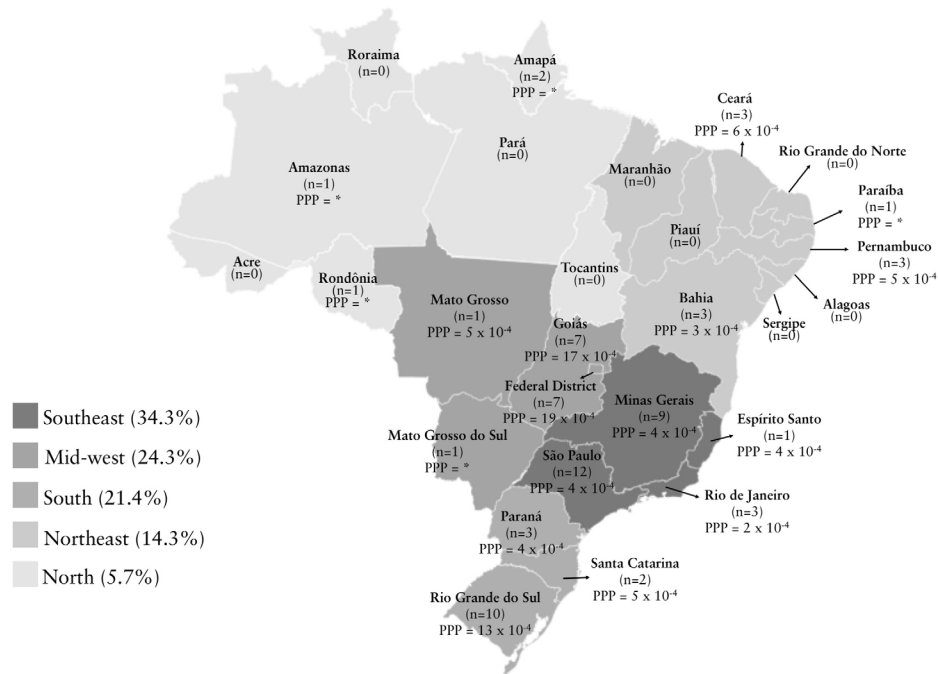 Roraima
(n=0)
Amapá
(n=2)
PPP = *
Ceará
(n=3)
PPP = 6 x 10⁻⁴
Pará
(n=0)
Rio Grande do Norte
(n=0)
Amazonas
(n=1)
PPP = *
Maranhão
(n=0)
Paraíba
(n=1)
PPP = *
Piauí
(n=0)
Pernambuco
(n=3)
PPP = 5 x 10⁻⁴
Acre
(n=0)
Rondônia
(n=1)
PPP = *
Tocantins
(n=0)
Mato Grosso
(n=1)
PPP = 5 x 10⁻⁴
Bahia
(n=3)
PPP = 3 x 10⁻⁴
Alagoas
(n=0)
Sergipe
(n=0)
Goiás
(n=7)
PPP = 17 x 10⁻⁴
Federal District
(n=7)
PPP = 19 x 10⁻⁴
Minas Gerais
(n=9)
PPP = 4 x 10⁻⁴
Espírito Santo
(n=1)
PPP = 4 x 10⁻⁴
Mato Grosso do Sul
(n=1)
PPP = *
São Paulo
(n=12)
PPP = 4 x 10⁻⁴
Rio de Janeiro
(n=3)
PPP = 2 x 10⁻⁴
Paraná
(n=3)
PPP = 4 x 10⁻⁴
Santa Catarina
(n=2)
PPP = 5 x 10⁻⁴
Rio Grande do Sul
(n=10)
PPP = 13 x 10⁻⁴
Southeast (34.3%)
Mid-west (24.3%)
South (21.4%)
Northeast (14.3%)
North (5.7%)